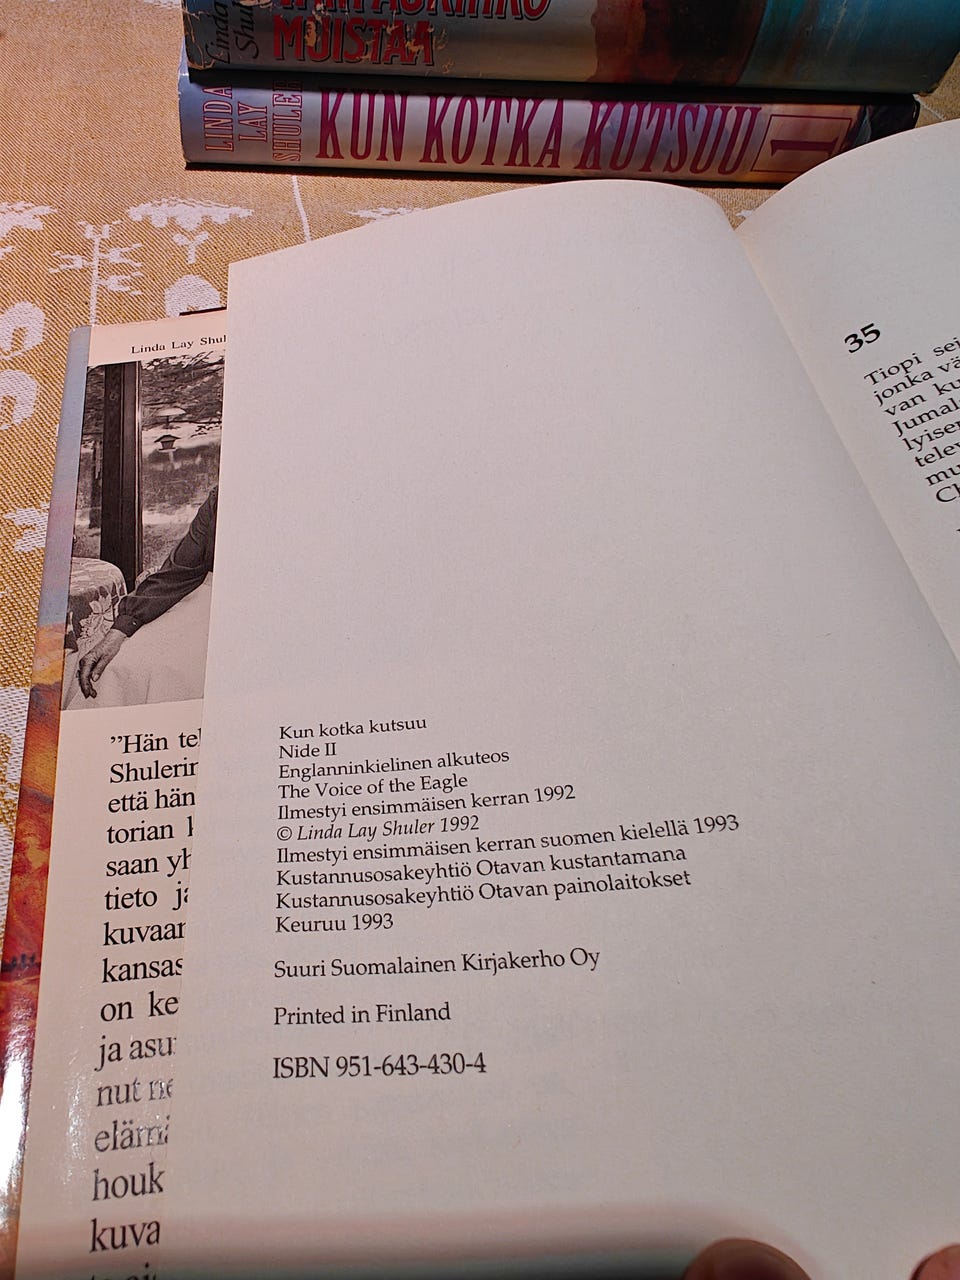 Linda
MUISTAA
LINDA
LAY
SHULER
KUN KOTKA KUTSUU
1
Linda Lay
”Hän
Shulerin
että hän
torian
saan
tieto
kuvaan
kansas
on
ja
nut
houk
kuva
Kun kotka kutsuu
Nide II
Englanninkielinen alkuteos
The Voice of the Eagle
Ilmestyi ensimmäisen kerran 1992
© Linda Lay Shuler 1992
Ilmestyi ensimmäisen kerran suomen kielellä 1993
Kustannusosakeyhtiö Otavan kustantamana
Kustannusosakeyhtiö Otavan painolaitokset
Keuruu 1993
Suuri Suomalainen Kirjakerho Oy
Printed in Finland
ISBN 951-643-430-4
35
Tiopi
jonka
van